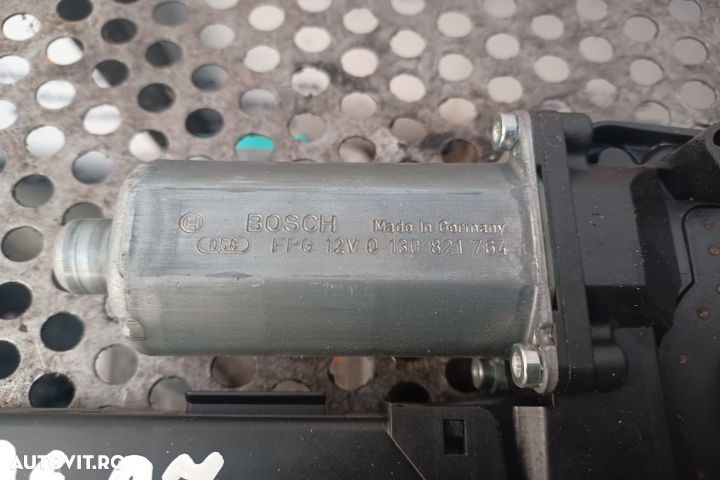 BOSCH Made in Germany
058 FPG 12V 0 130 821 764
AUTOVIT.RO